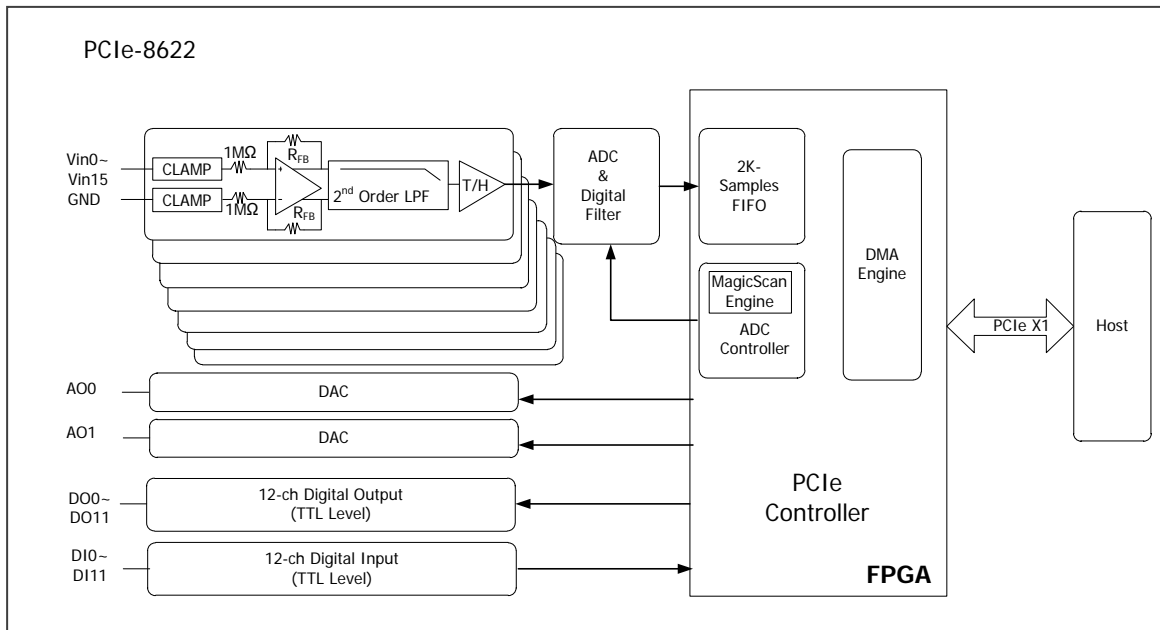 PCIe-8622
Vin0~
Vin15
GND
CLAMP
CLAMP
1MΩ
1MΩ
RFB
RFB
+
-
2nd Order LPF
T/H
ADC
&
Digital
Filter
2K-
Samples
FIFO
MagicScan
Engine
ADC
Controller
DMA
Engine
PCIe X1
Host
AO0
DAC
AO1
DAC
DO0~
DO11
12-ch Digital Output
(TTL Level)
DI0~
DI11
12-ch Digital Input
(TTL Level)
PCIe
Controller
FPGA